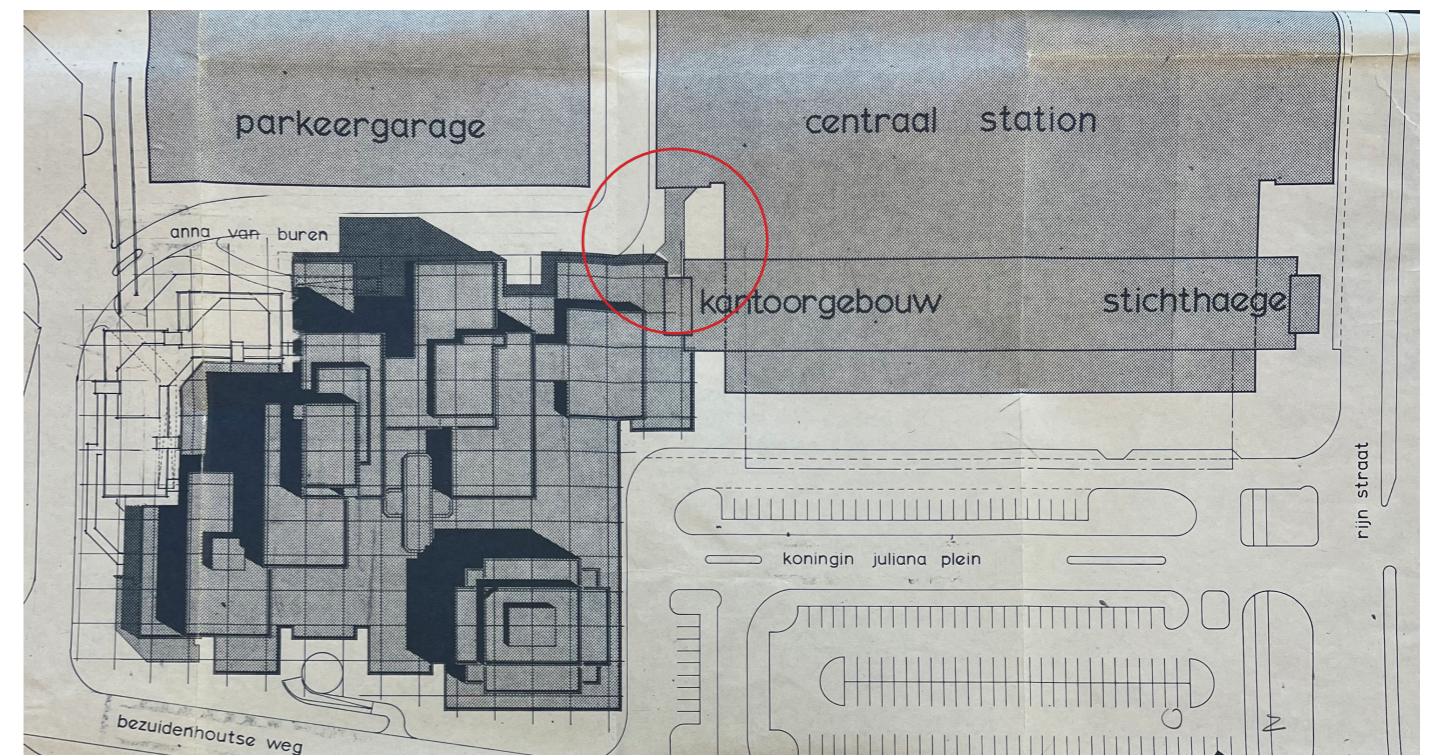 parkeergarage
centraal station
anna van buren
kantoorgebouw
stichthaege
rijn straat
koningin juliana plein
bezuidenhoutse weg
N